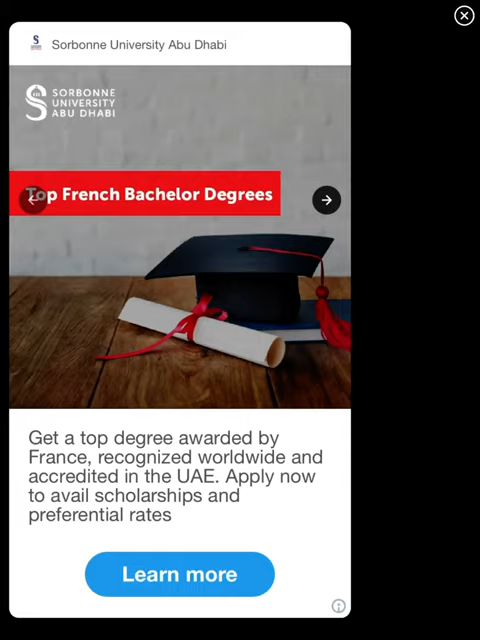 Sorbonne University Abu Dhabi
SORBONNE
UNIVERSITY
ABU DHABI
Top French Bachelor Degrees
Get a top degree awarded by
France, recognized worldwide and
accredited in the UAE. Apply now
to avail scholarships and
preferential rates
Learn more